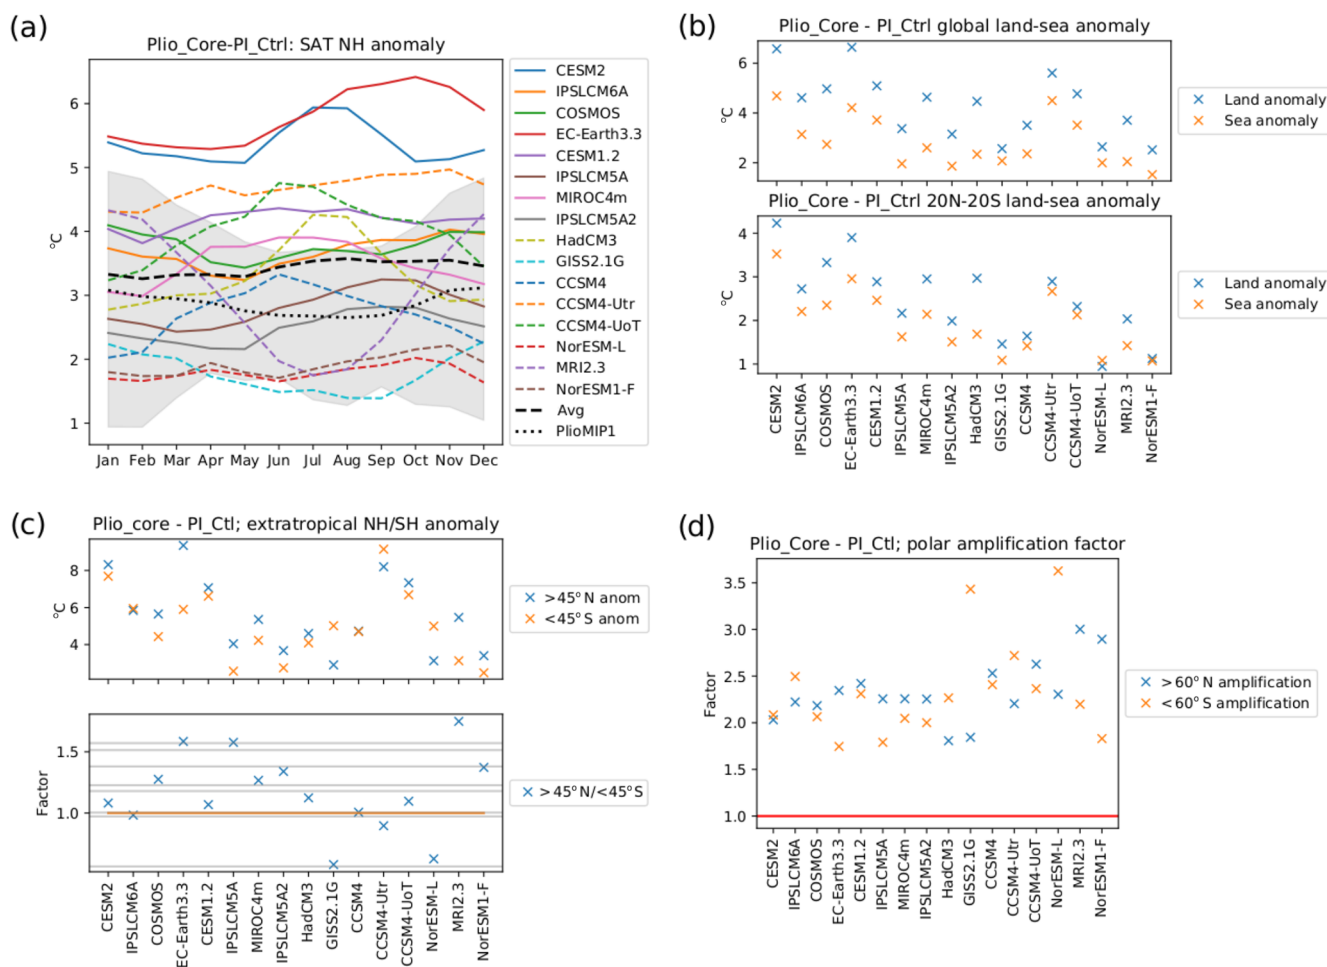 (a)
Plio_Core-PI_Ctrl: SAT NH anomaly
°C
6
5
4
3
2
1
Jan Feb Mar Apr May Jun Jul Aug Sep Oct Nov Dec
CESM2
IPSLCM6A
COSMOS
EC-Earth3.3
CESM1.2
IPSLCM5A
MIROC4m
IPSLCM5A2
HadCM3
GISS2.1G
CCSM4
CCSM4-Utr
CCSM4-UoT
NorESM-L
MRI2.3
NorESM1-F
Avg
PlioMIP1
(b)
Plio_Core - PI_Ctrl global land-sea anomaly
°C
6
4
2
Land anomaly
Sea anomaly
Plio_Core - PI_Ctrl 20N-20S land-sea anomaly
°C
4
3
2
1
Land anomaly
Sea anomaly
CESM2
IPSLCM6A
COSMOS
EC-Earth3.3
CESM1.2
IPSLCM5A
MIROC4m
IPSLCM5A2
HadCM3
GISS2.1G
CCSM4
CCSM4-Utr
CCSM4-UoT
NorESM-L
MRI2.3
NorESM1-F
(c)
Plio_core - PI_Ctl; extratropical NH/SH anomaly
°C
8
6
4
>45°N anom
<45°S anom
Factor
1.5
1.0
>45°N/<45°S
CESM2
IPSLCM6A
COSMOS
EC-Earth3.3
CESM1.2
IPSLCM5A
MIROC4m
IPSLCM5A2
HadCM3
GISS2.1G
CCSM4
CCSM4-Utr
CCSM4-UoT
NorESM-L
MRI2.3
NorESM1-F
(d)
Plio_Core - PI_Ctl; polar amplification factor
Factor
3.5
3.0
2.5
2.0
1.5
1.0
>60°N amplification
<60°S amplification
CESM2
IPSLCM6A
COSMOS
EC-Earth3.3
CESM1.2
IPSLCM5A
MIROC4m
IPSLCM5A2
HadCM3
GISS2.1G
CCSM4
CCSM4-Utr
CCSM4-UoT
NorESM-L
MRI2.3
NorESM1-F